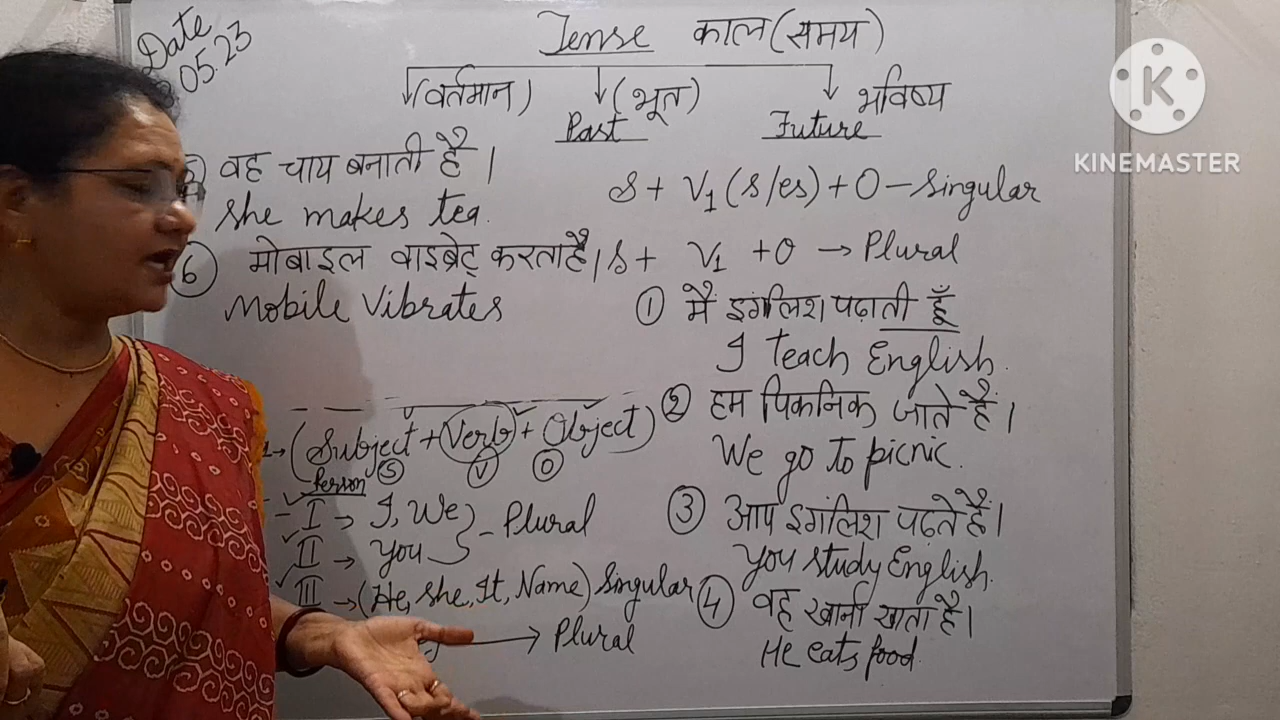 Date
05.23
Tense काल (समय)
(वर्तमान)
(भूत)
Past
भविष्य
Future
वह चाय बनाती है।
She makes tea.
⑥ मोबाइल वाइब्रेट् करता है।
Mobile Vibrates
S + V₁ (s/es) + O – Singular
S + V₁ + O → Plural
① मैं इंगलिश पढ़ाती हूँ
I teach English.
② हम पिकनिक जाते हैं।
We go to picnic.
③ आप इंगलिश पढ़ते हैं।
You study English.
④ वह खाना खाता है।
He eats food.
(Subject + Verb + Object)
Ⓢ Ⓥ Ⓞ
Person
I → I, We
II → You
} – Plural
III → (He, She, It, Name) Singular
→ Plural
KINEMASTER